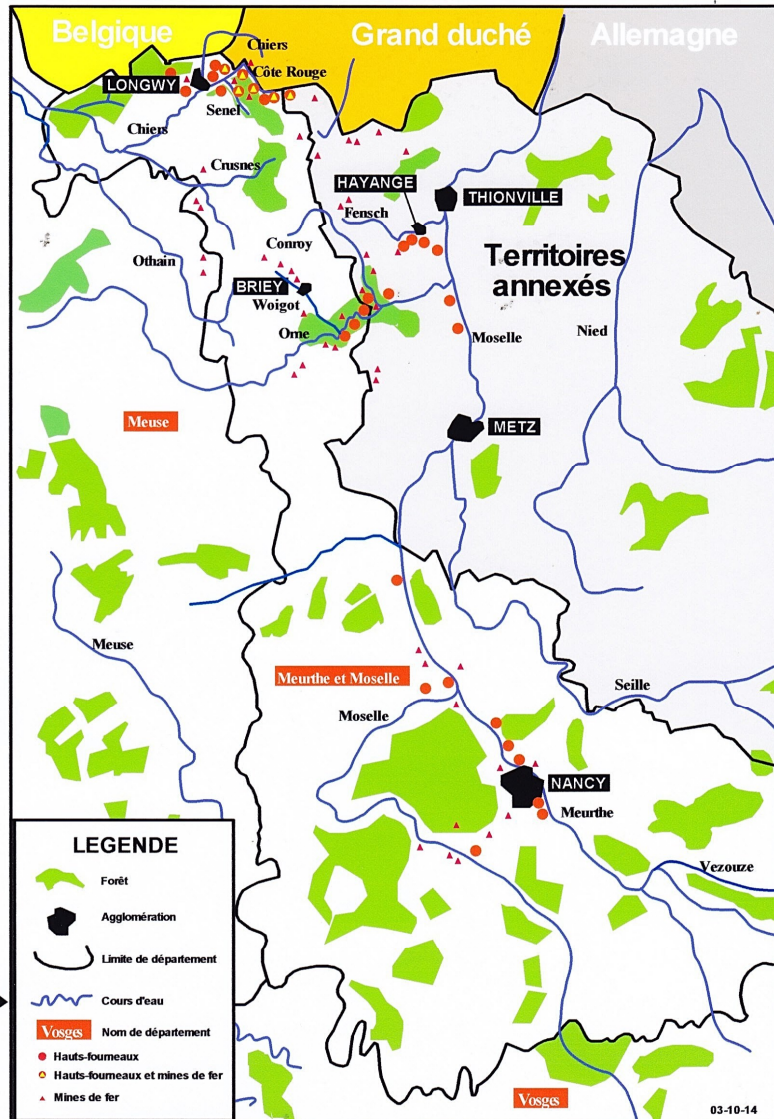 Belgique
Grand duché
Allemagne
Chiers
Côte Rouge
LONGWY
Senel
Chiers
Crusnes
HAYANGE
THIONVILLE
Fensch
Othain
Conroy
Territoires
annexés
BRIEY
Woigot
Orne
Moselle
Nied
Meuse
METZ
Meuse
Meurthe et Moselle
Seille
Moselle
NANCY
Meurthe
Vezouze
LEGENDE
Forêt
Agglomération
Limite de département
Cours d'eau
Vosges
Nom de département
Hauts-fourneaux
Hauts-fourneaux et mines de fer
Mines de fer
Vosges
03-10-14